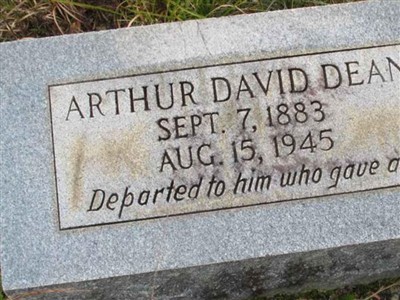 ARTHUR DAVID DEAN
SEPT. 7, 1883
AUG. 15, 1945
Departed to him who gave a